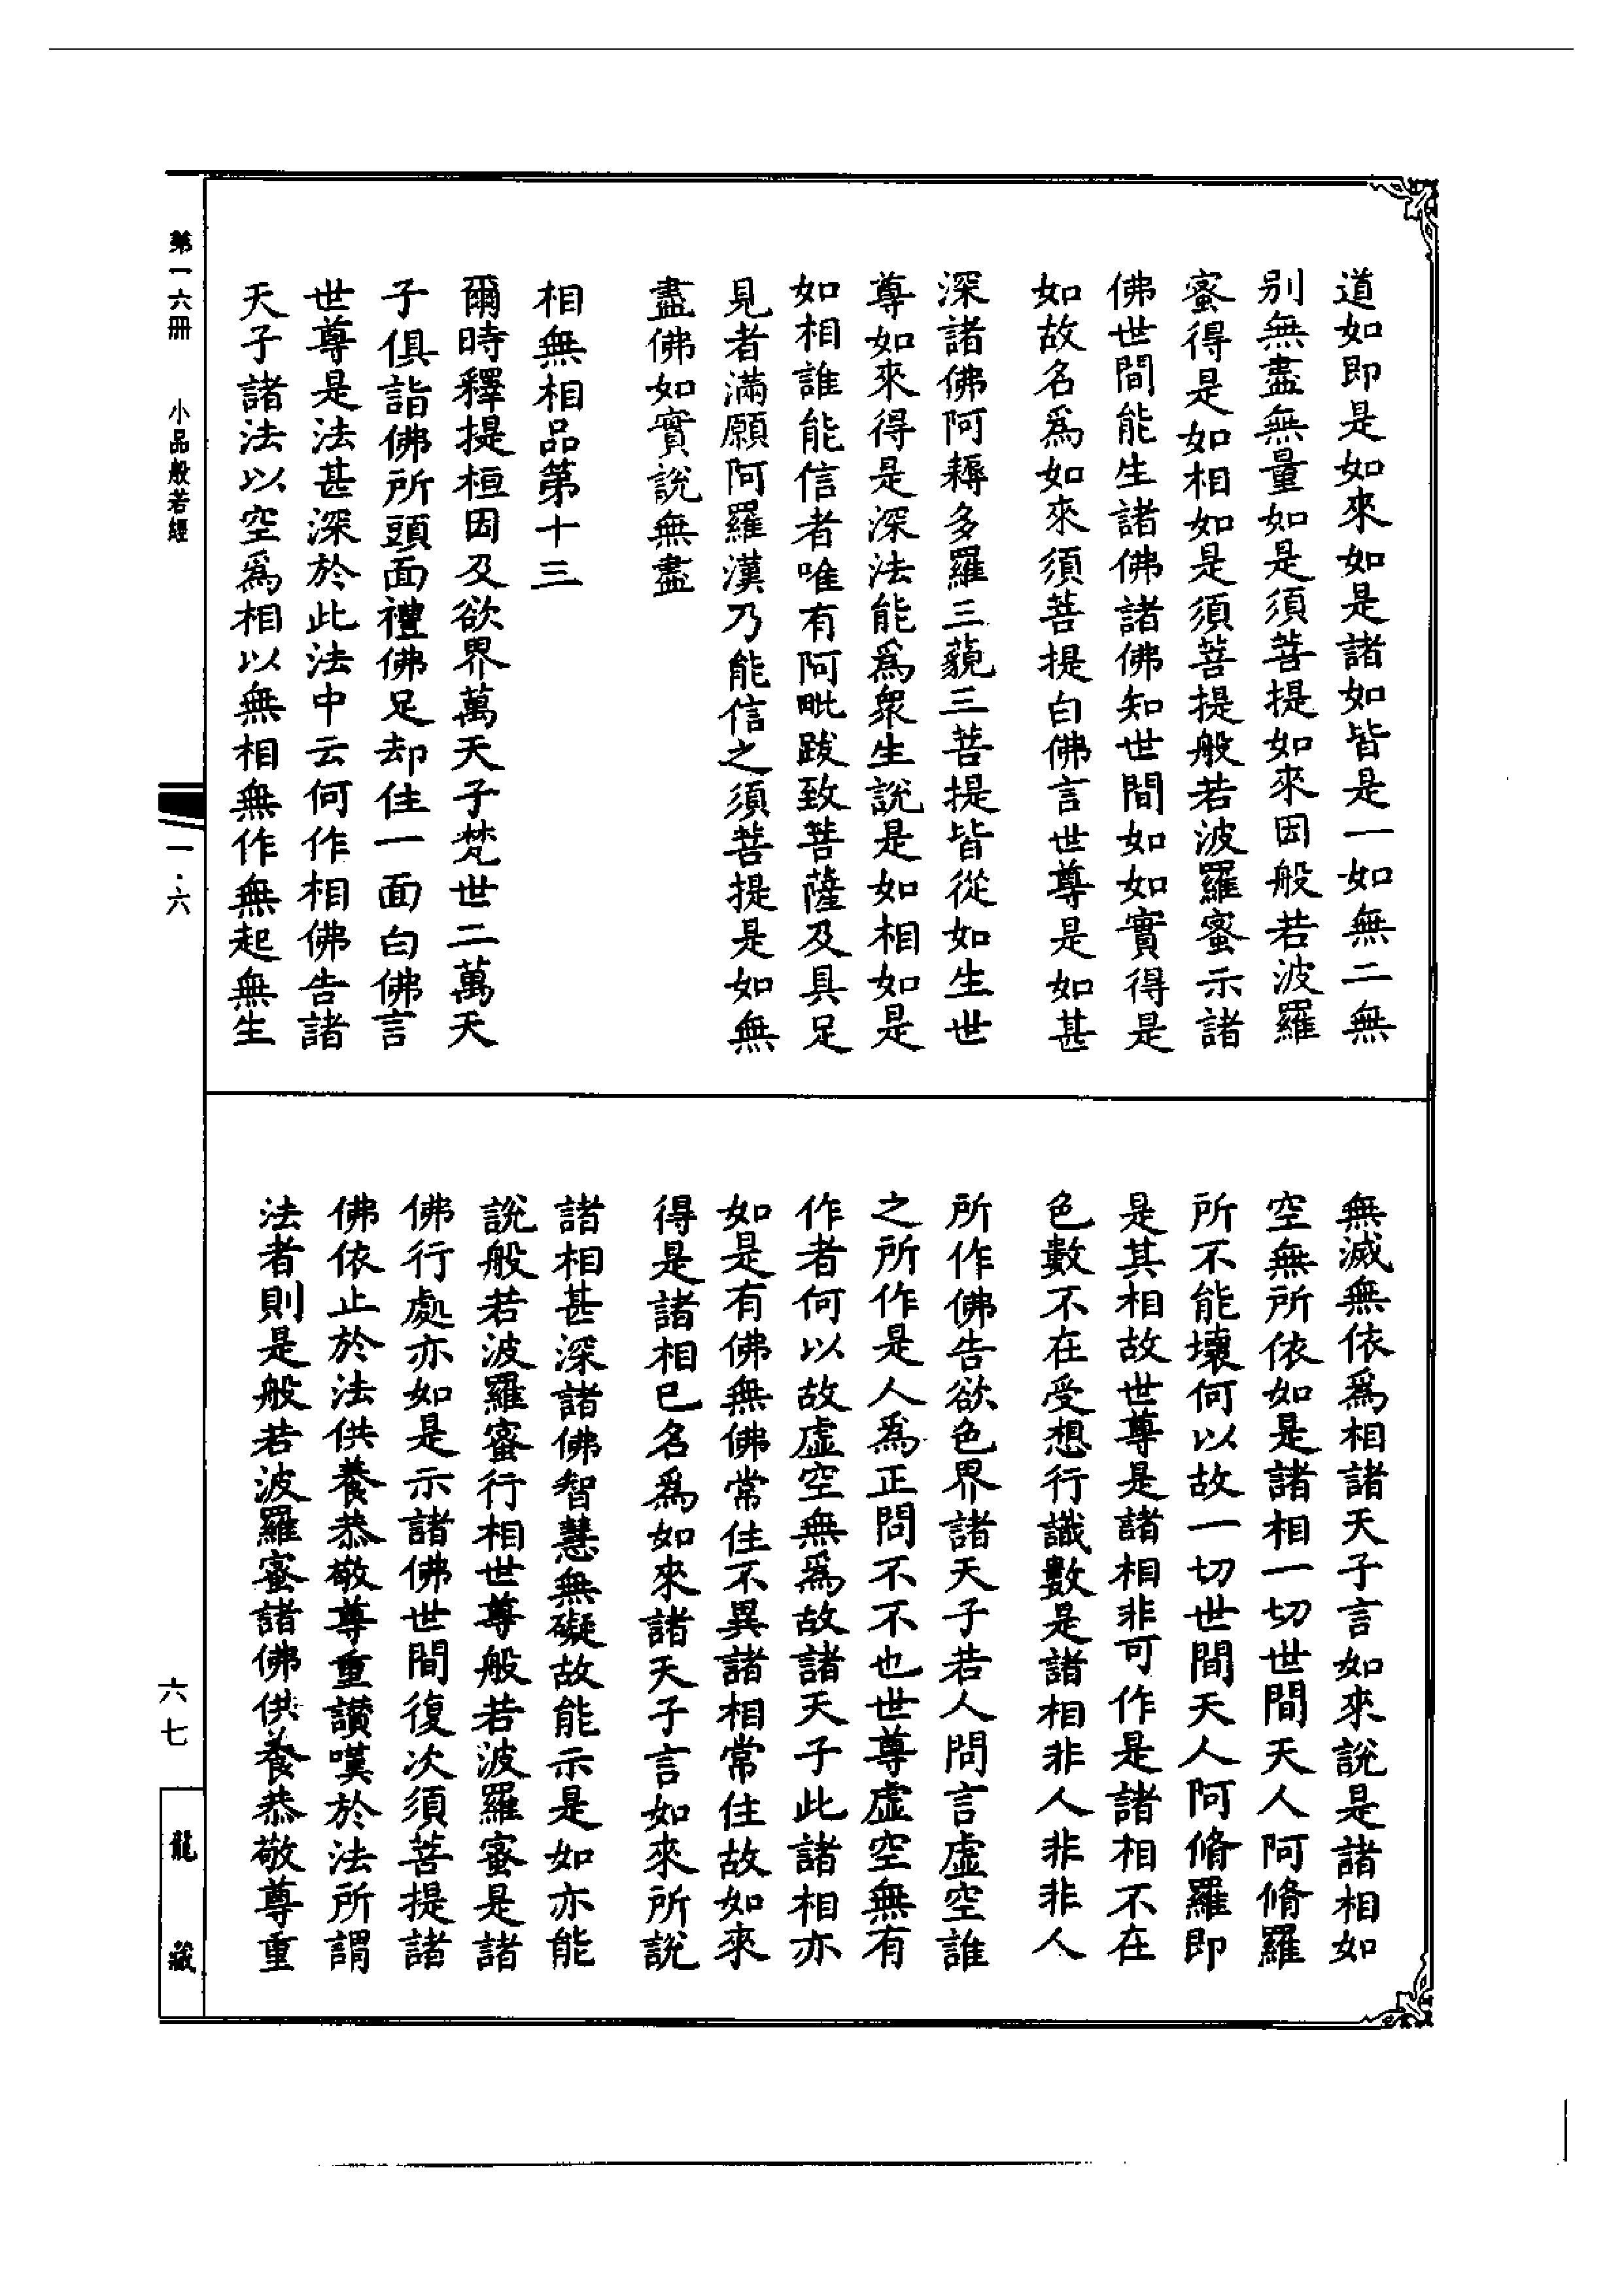 道如即是如來如是諸如皆是一如無二無
別無盡無量如是須菩提如來因般若波羅
蜜得是如相如是須菩提般若波羅蜜示諸
佛世間能生諸佛諸佛知世間如如實得是
如故名爲如來須菩提白佛言世尊是如甚
深諸佛阿耨多羅三藐三菩提皆從如生世
尊如來得是深法能爲衆生說是如相如是
如相誰能信者唯有阿毗跋致菩薩及具足
見者滿願阿羅漢乃能信之須菩提是如無
盡佛如實說無盡
相無相品第十三
爾時釋提桓因及欲界萬天子梵世二萬天
子俱詣佛所頭面禮佛足却住一面白佛言
世尊是法甚深於此法中云何作相佛告諸
天子諸法以空爲相以無相無作無起無生
無滅無依爲相諸天子言如來說是諸相如
空無所依如是諸相一切世間天人阿脩羅
所不能壞何以故一切世間天人阿脩羅即
是其相故世尊是諸相非可作是諸相不在
色數不在受想行識數是諸相非人非非人
所作佛告欲色界諸天子若人問言虛空誰
之所作是人爲正問不不也世尊虛空無有
作者何以故虛空無爲故諸天子此諸相亦
如是有佛無佛常住不異諸相常住故如來
得是諸相已名爲如來諸天子言如來所說
諸相甚深諸佛智慧無礙故能示是如亦能
說般若波羅蜜行相世尊般若波羅蜜是諸
佛行處亦如是示諸佛世間復次須菩提諸
佛依止於法供養恭敬尊重讚嘆於法所謂
法者則是般若波羅蜜諸佛供養恭敬尊重
第一六冊 小品般若經
一·六
六七
龍藏